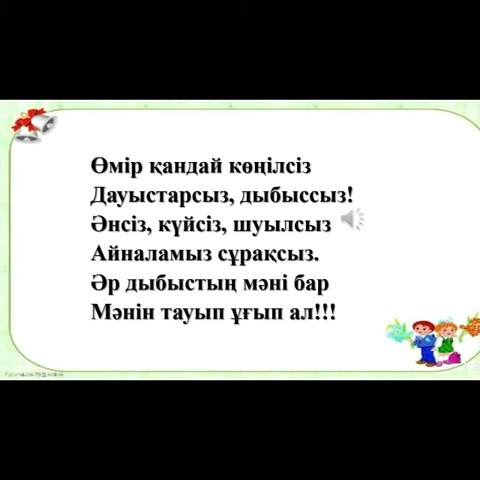 Өмір қандай көңілсіз
Дауыстарсыз, дыбыссыз!
Әнсіз, күйсіз, шуылсыз
Айналамыз сұрақсыз.
Әр дыбыстың мәні бар
Мәнін тауып ұғып ал!!!